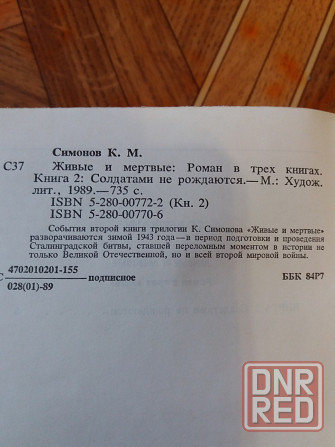 Симонов К. М.
С37 Живые и мертвые: Роман в трех книгах.
Книга 2: Солдатами не рождаются.—М.: Худож.
лит., 1989.—735 с.
ISBN 5-280-00772-2 (Кн. 2)
ISBN 5-280-00770-6
События второй книги трилогии К. Симонова «Живые и мертвые»
разворачиваются зимой 1943 года—в период подготовки и проведения
Сталинградской битвы, ставшей переломным моментом в истории не
только Великой Отечественной, но и всей второй мировой войны.
4702010201-155
С подписное ББК 84Р7
028(01)-89
DNR
RED